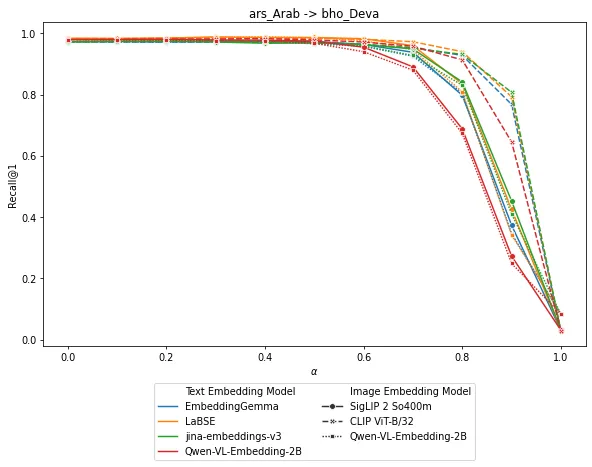 ars_Arab -> bho_Deva
Recall@1
1.0
0.8
0.6
0.4
0.2
0.0
0.0 0.2 0.4 0.6 0.8 1.0
α
Text Embedding Model
EmbeddingGemma
LaBSE
jina-embeddings-v3
Qwen-VL-Embedding-2B
Image Embedding Model
SigLIP 2 So400m
CLIP ViT-B/32
Qwen-VL-Embedding-2B